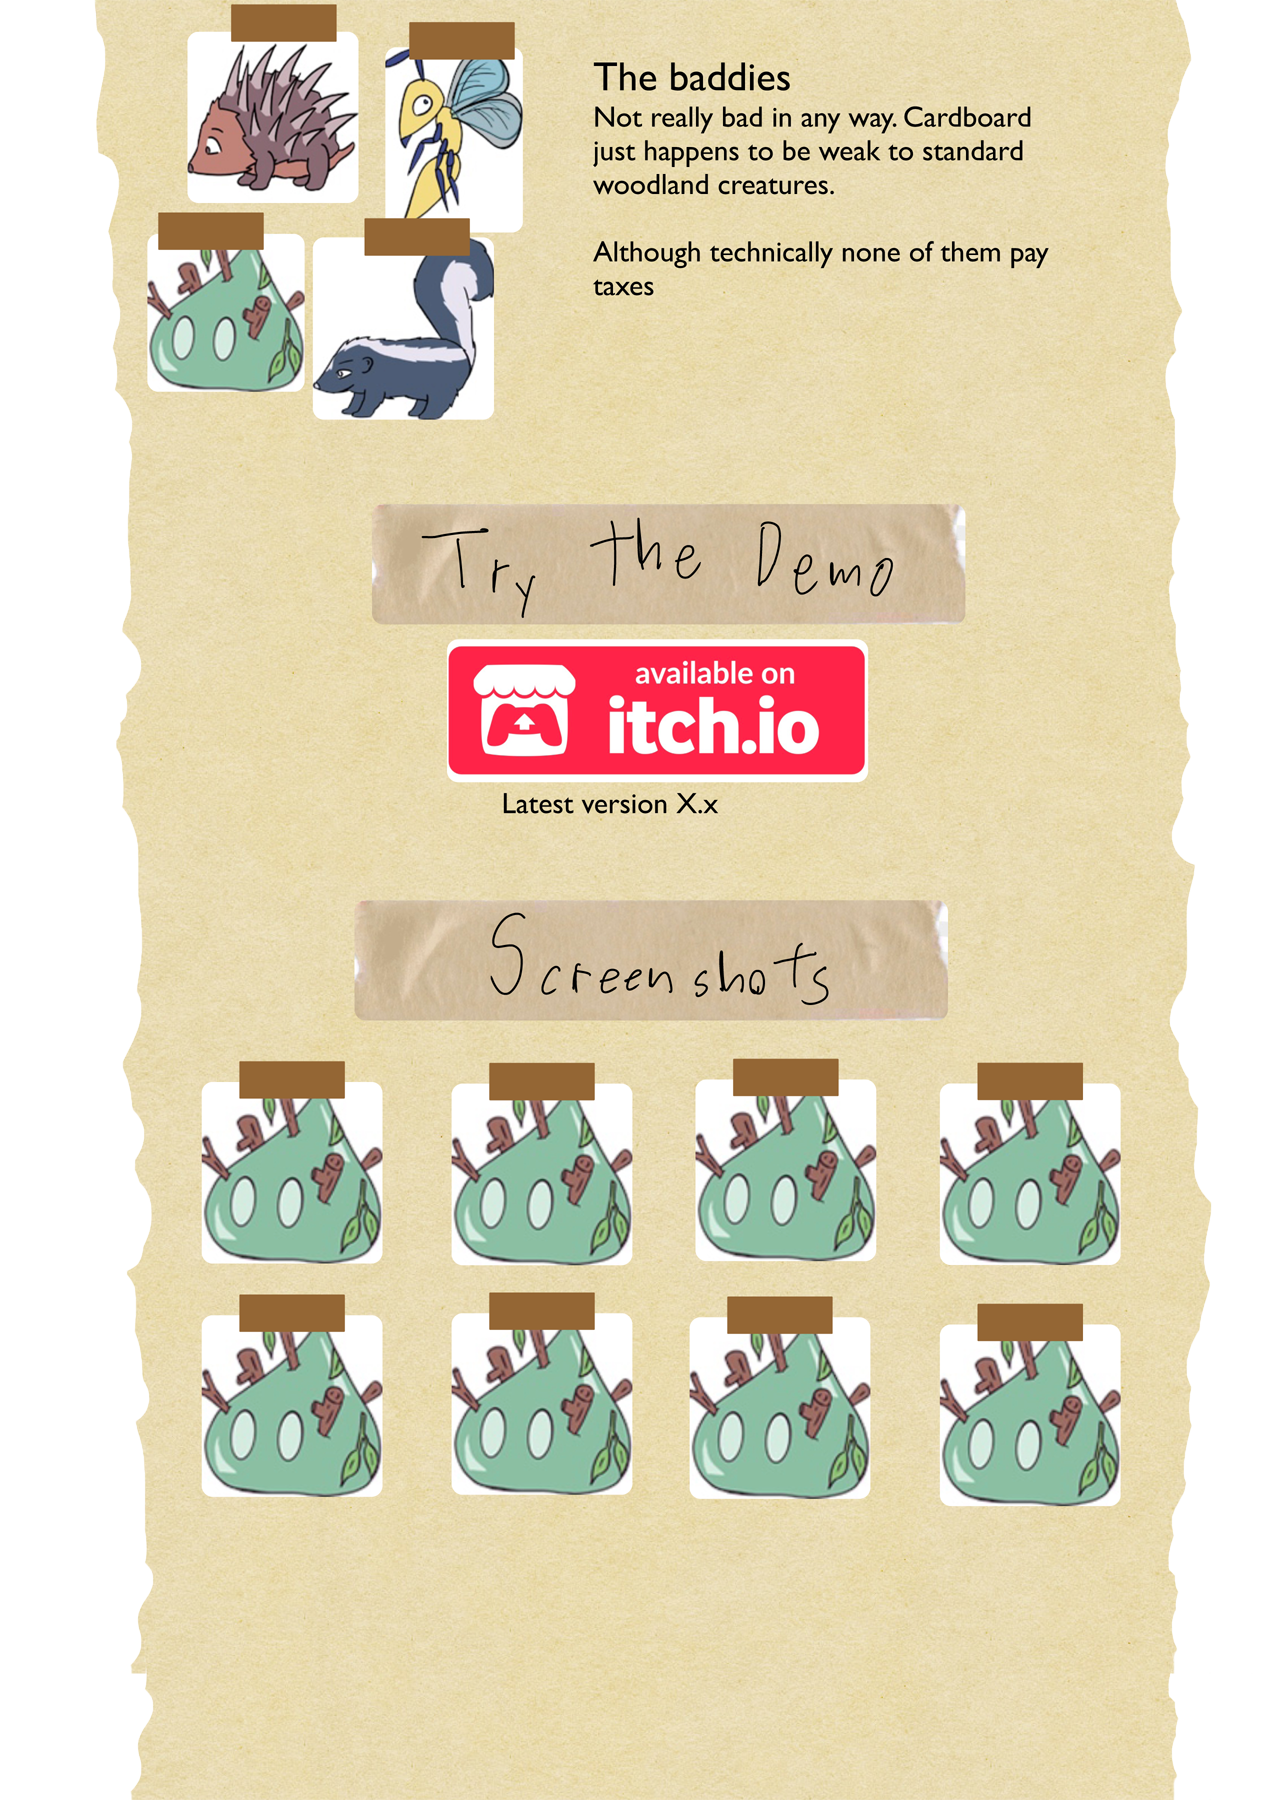 The baddies
Not really bad in any way. Cardboard
just happens to be weak to standard
woodland creatures.
Although technically none of them pay
taxes
Try the Demo
available on
itch.io
Latest version X.x
Screenshots